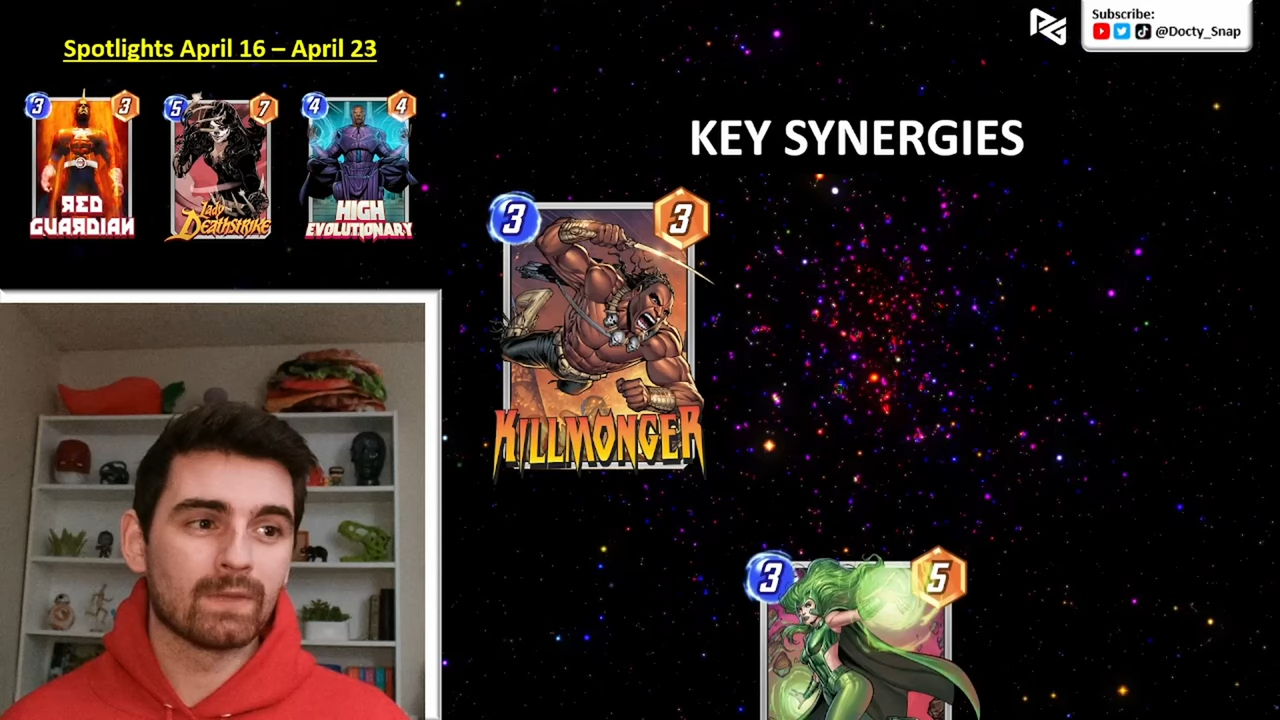 Spotlights April 16 – April 23
3
3
RED
GUARDIAN
5
7
Lady
DEATHSTRIKE
4
4
HIGH
EVOLUTIONARY
Subscribe:
@Docty_Snap
KEY SYNERGIES
3
3
KILLMONGER
3
5